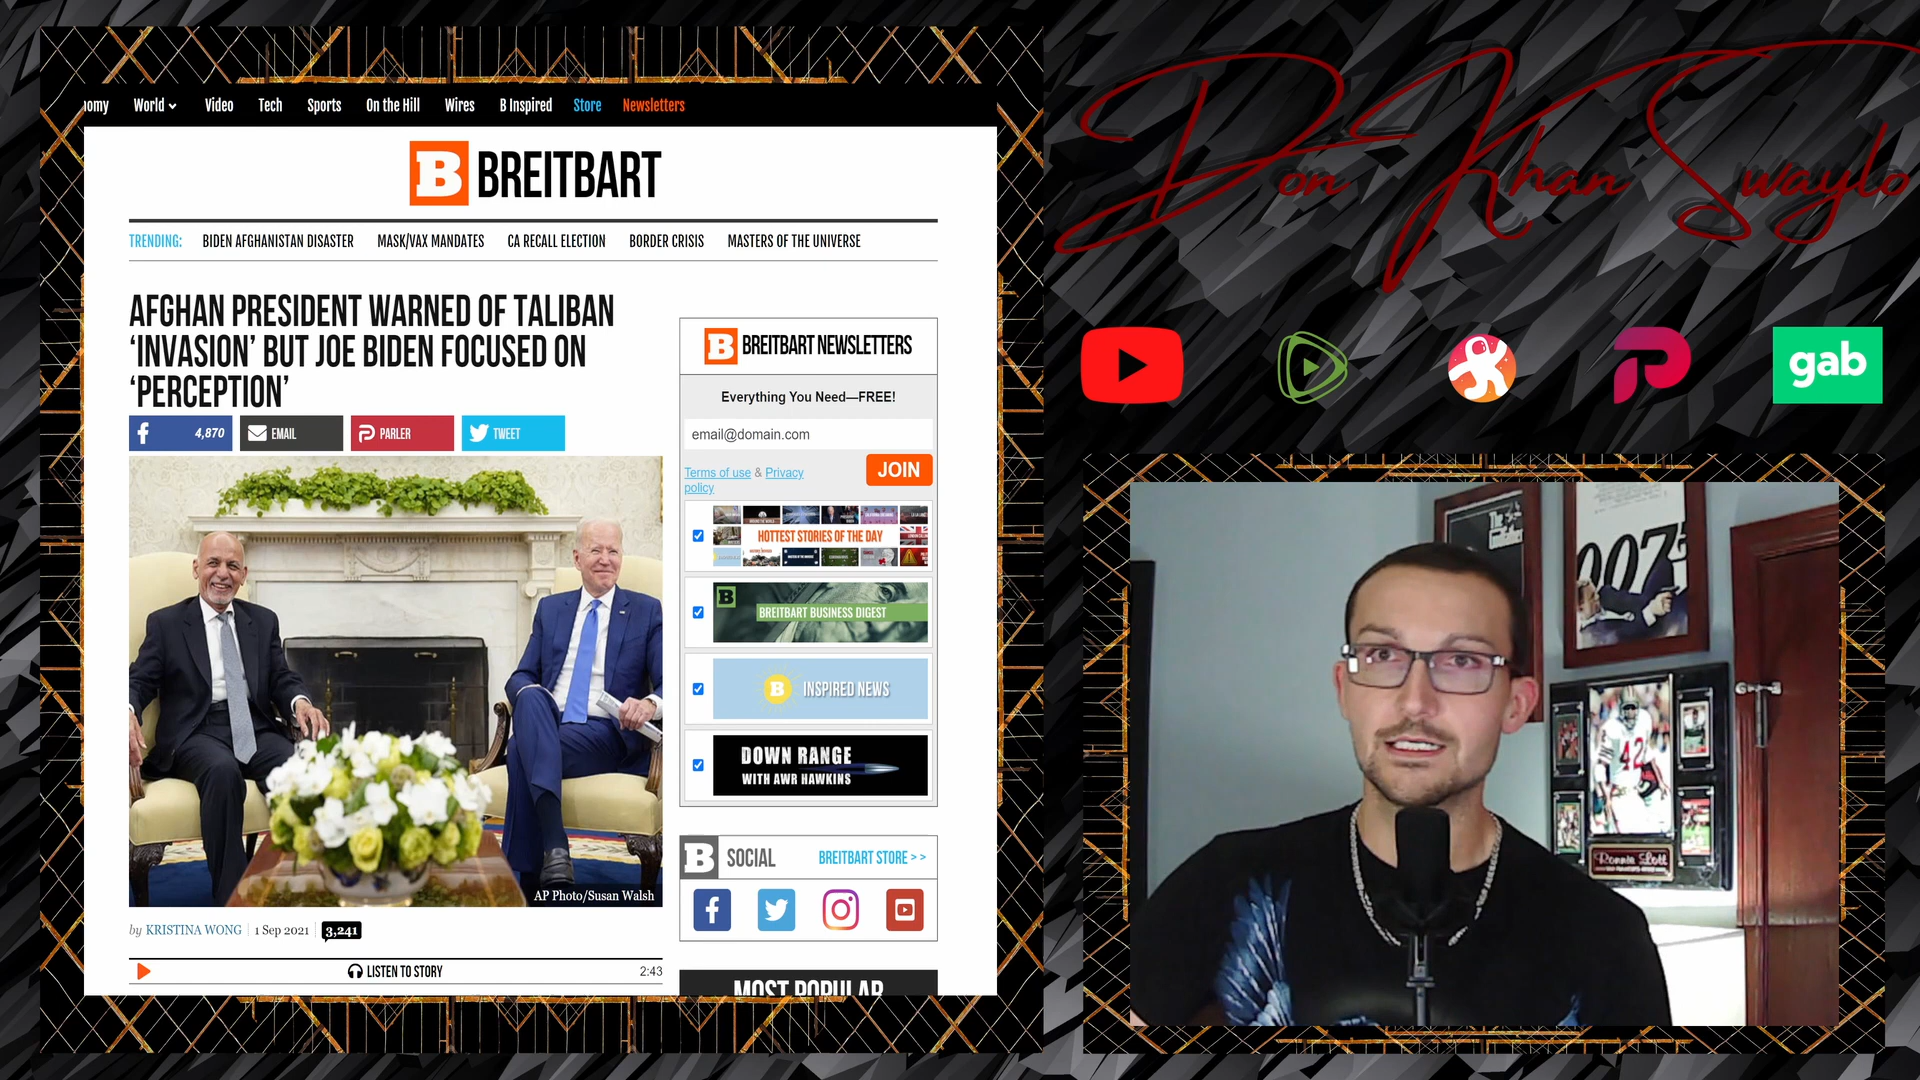 omy World Video Tech Sports On the Hill Wires B Inspired Store Newsletters
B BREITBART
TRENDING: BIDEN AFGHANISTAN DISASTER MASK/VAX MANDATES CA RECALL ELECTION BORDER CRISIS MASTERS OF THE UNIVERSE
AFGHAN PRESIDENT WARNED OF TALIBAN
‘INVASION’ BUT JOE BIDEN FOCUSED ON
‘PERCEPTION’
4,870 EMAIL PARLER TWEET
AP Photo/Susan Walsh
by KRISTINA WONG 1 Sep 2021 3,241
LISTEN TO STORY 2:43
B BREITBART NEWSLETTERS
Everything You Need—FREE!
email@domain.com
Terms of use & Privacy
policy
JOIN
HOTTEST STORIES OF THE DAY
B
BREITBART BUSINESS DIGEST
B INSPIRED NEWS
DOWN RANGE
WITH AWR HAWKINS
B SOCIAL BREITBART STORE > >
MOST POPULAR
Don Khan Swaylo
gab
The
007
42
Ronnie Lott